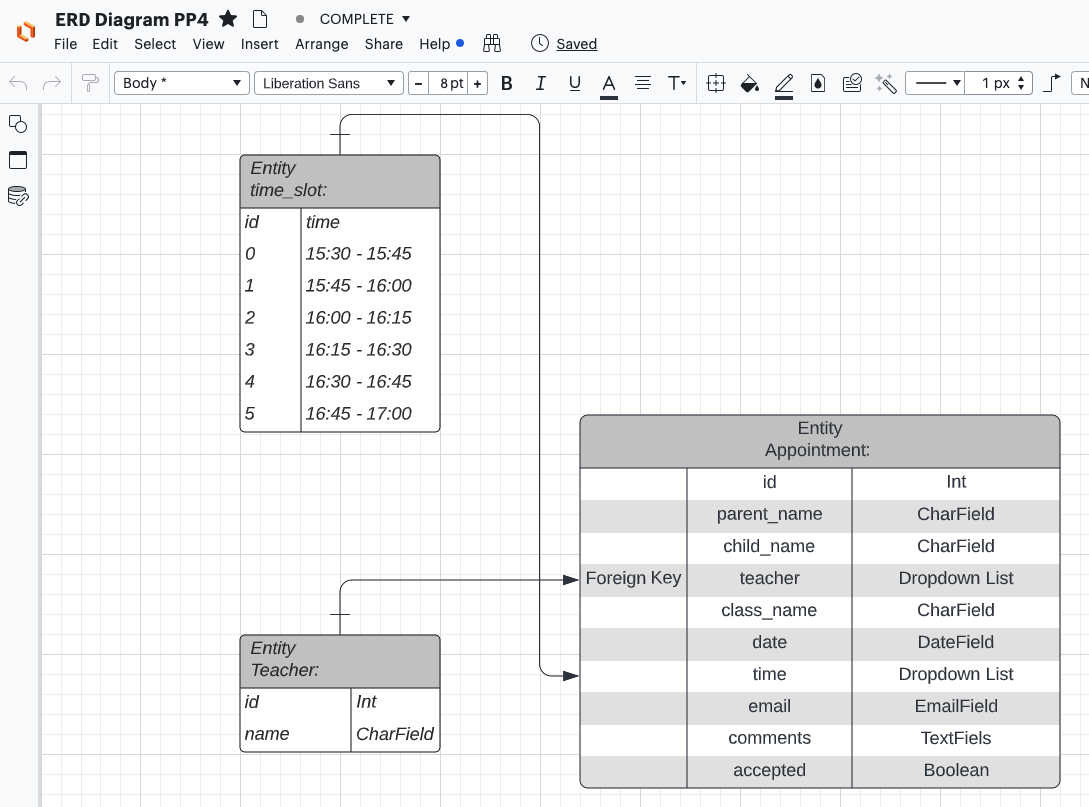 ERD Diagram PP4
COMPLETE
File Edit Select View Insert Arrange Share Help Saved
Body * Liberation Sans − 8 pt + B I U A T 1 px N
Entity
time_slot:
id time
0 15:30 - 15:45
1 15:45 - 16:00
2 16:00 - 16:15
3 16:15 - 16:30
4 16:30 - 16:45
5 16:45 - 17:00
Entity
Appointment:
id Int
parent_name CharField
child_name CharField
Foreign Key teacher Dropdown List
class_name CharField
date DateField
time Dropdown List
email EmailField
comments TextFiels
accepted Boolean
Entity
Teacher:
id Int
name CharField